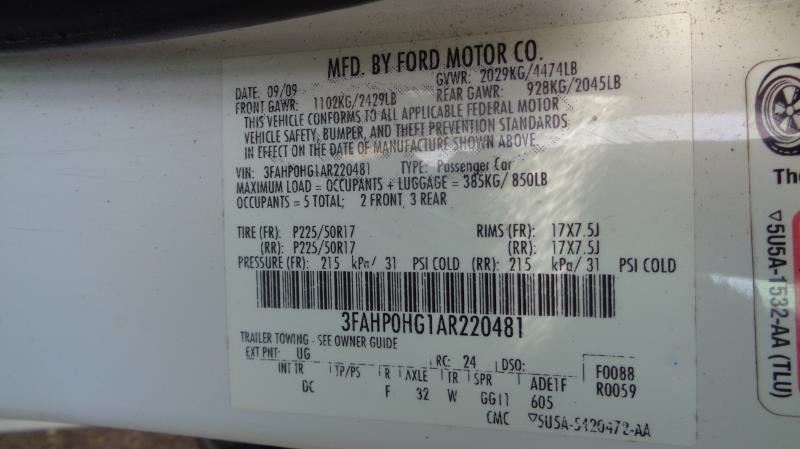 MFD. BY FORD MOTOR CO.
DATE: 09/09 GVWR: 2029KG/4474LB
FRONT GAWR: 1102KG/2429LB REAR GAWR: 928KG/2045LB
THIS VEHICLE CONFORMS TO ALL APPLICABLE FEDERAL MOTOR
VEHICLE SAFETY, BUMPER, AND THEFT PREVENTION STANDARDS
IN EFFECT ON THE DATE OF MANUFACTURE SHOWN ABOVE
VIN: 3FAHP0HG1AR220481 TYPE: Passenger Car
MAXIMUM LOAD = OCCUPANTS + LUGGAGE = 385KG/ 850LB
OCCUPANTS = 5 TOTAL; 2 FRONT, 3 REAR
TIRE (FR): P225/50R17 RIMS (FR): 17X7.5J
(RR): P225/50R17 (RR): 17X7.5J
PRESSURE (FR): 215 kPa/ 31 PSI COLD (RR): 215 kPa/ 31 PSI COLD
3FAHP0HG1AR220481
TRAILER TOWING - SEE OWNER GUIDE
EXT PNT: UG RC: 24 DSO: F0088
INT TR TP/PS R AXLE TR SPR ADE1F R0059
DC F 32 W GG11 605
CMC ▽5U5A-5420472-AA
The
▽5U5A-1532-AA (TLU)